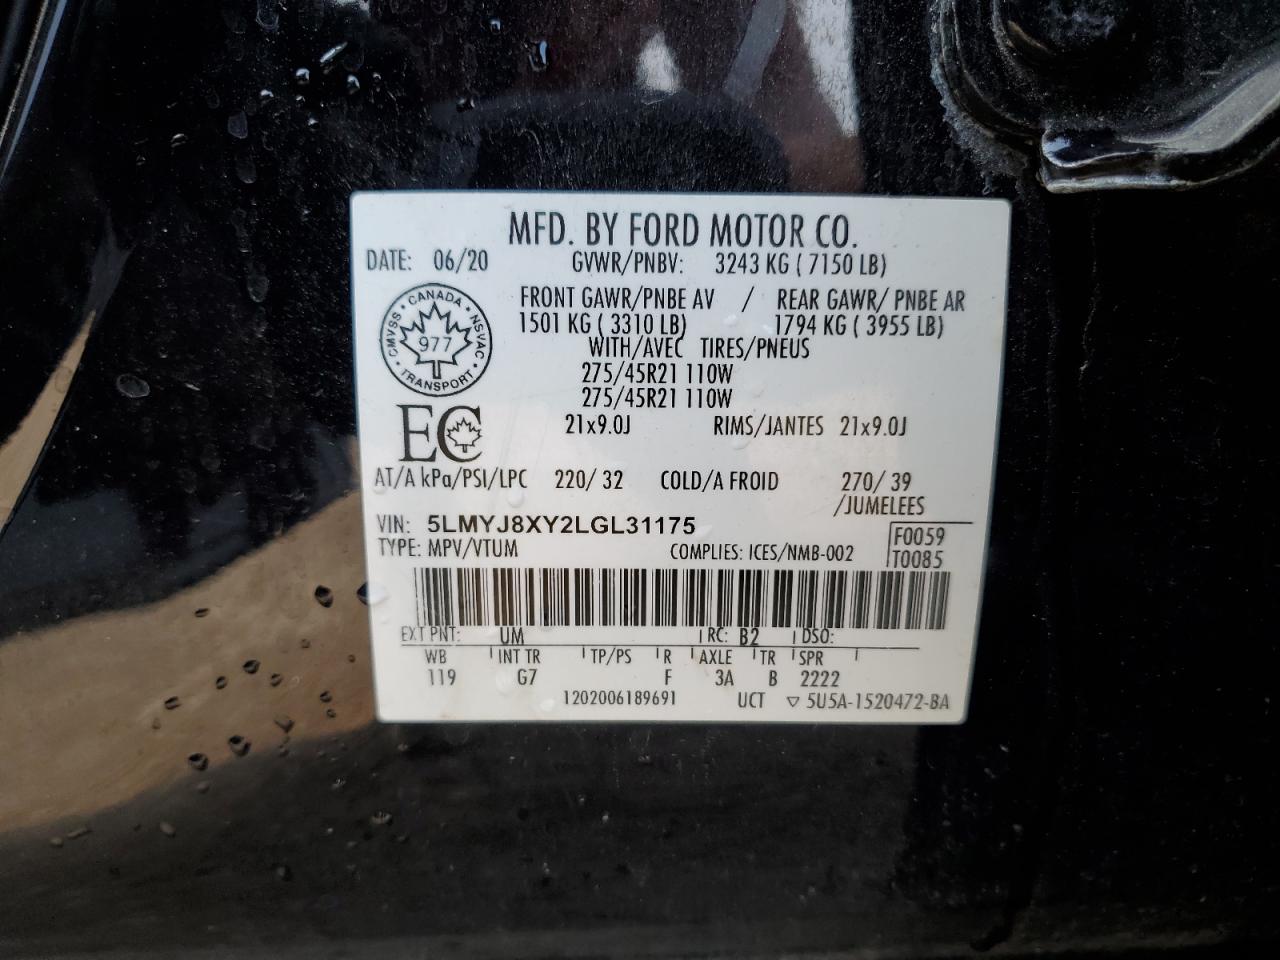 MFD. BY FORD MOTOR CO.
DATE: 06/20 GVWR/PNBV: 3243 KG ( 7150 LB)
FRONT GAWR/PNBE AV / REAR GAWR/ PNBE AR
1501 KG ( 3310 LB) 1794 KG ( 3955 LB)
WITH/AVEC TIRES/PNEUS
275/45R21 110W
275/45R21 110W
21x9.0J RIMS/JANTES 21x9.0J
CMVSS • CANADA • NSVAC • TRANSPORT •
977
EC
AT/A kPa/PSI/LPC 220/ 32 COLD/A FROID 270/ 39
/JUMELEES
VIN: 5LMYJ8XY2LGL31175
F0059
TYPE: MPV/VTUM COMPLIES: ICES/NMB-002
T0085
EXT PNT: UM RC: B2 DSO:
WB INT TR TP/PS R AXLE TR SPR
119 G7 F 3A B 2222
1202006189691 UCT ▽ 5U5A-1520472-BA